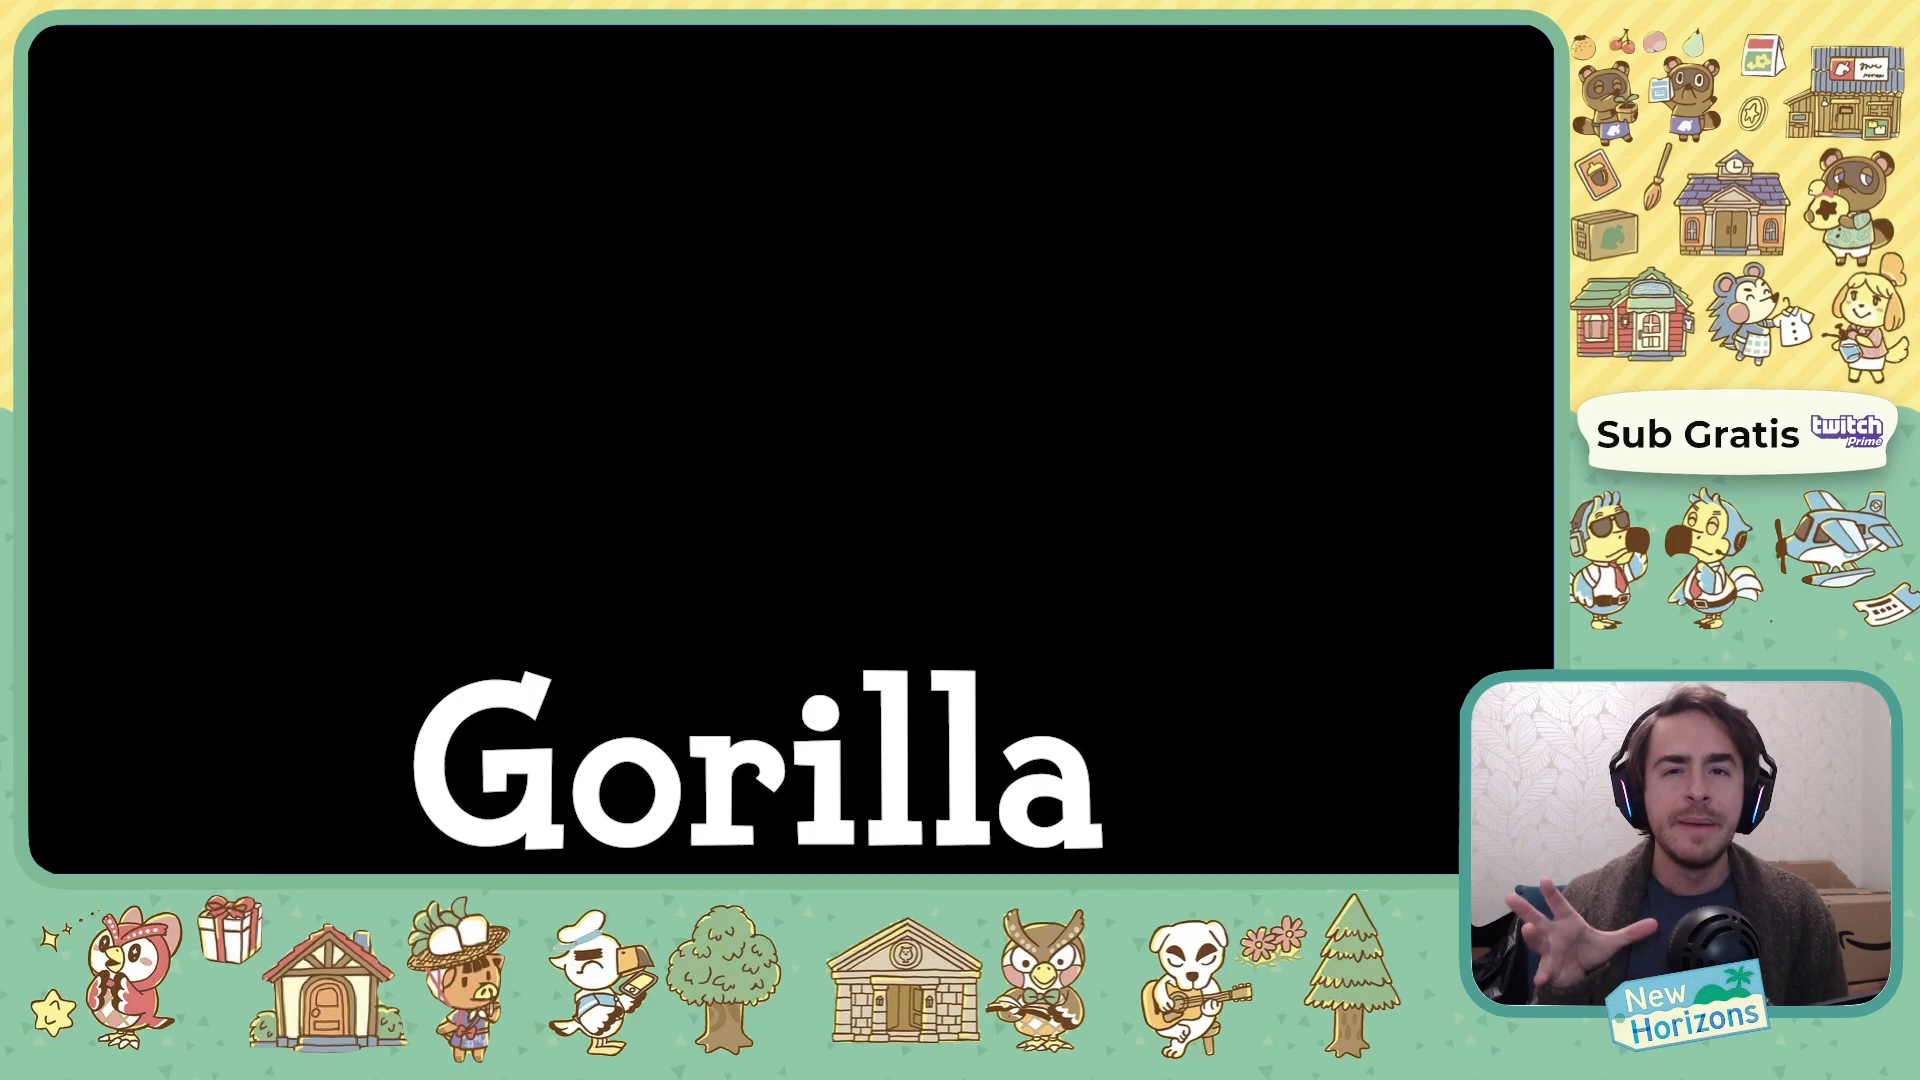 Sub Gratis twitch
Prime
Gorilla
New
Horizons